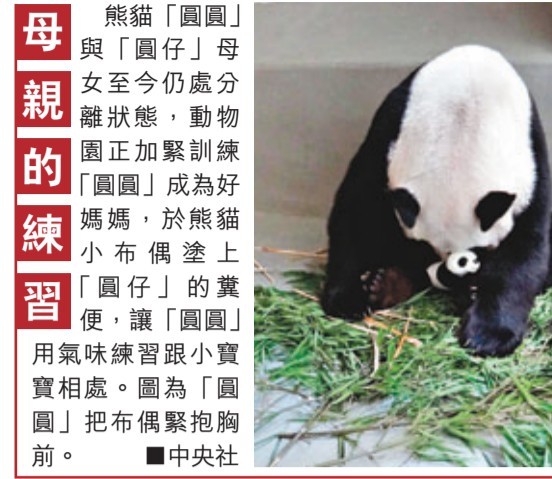 母親的練習
熊貓「圓圓」
與「圓仔」母
女至今仍處分
離狀態，動物
園正加緊訓練
「圓圓」成為好
媽媽，於熊貓
小布偶塗上
「圓仔」的糞
便，讓「圓圓」
用氣味練習跟小寶
寶相處。圖為「圓
圓」把布偶緊抱胸
前。 ■中央社